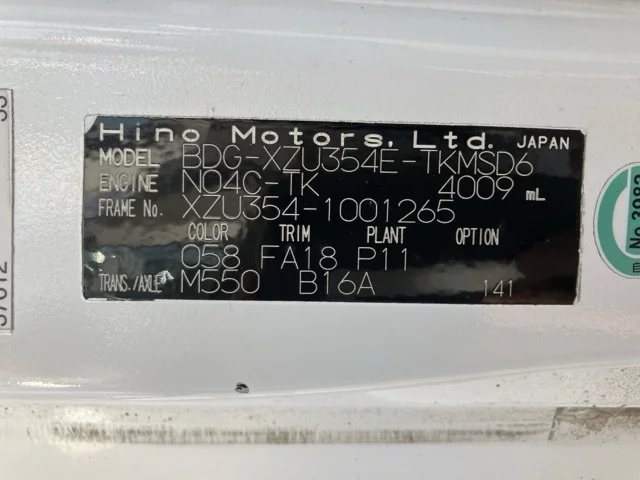 Hino Motors, Ltd. JAPAN
MODEL BDG-XZU354E-TKMSD6
ENGINE N04C-TK 4009 mL
FRAME No. XZU354-1001265
COLOR TRIM PLANT OPTION
058 FA18 P11
TRANS./AXLE M550 B16A 141